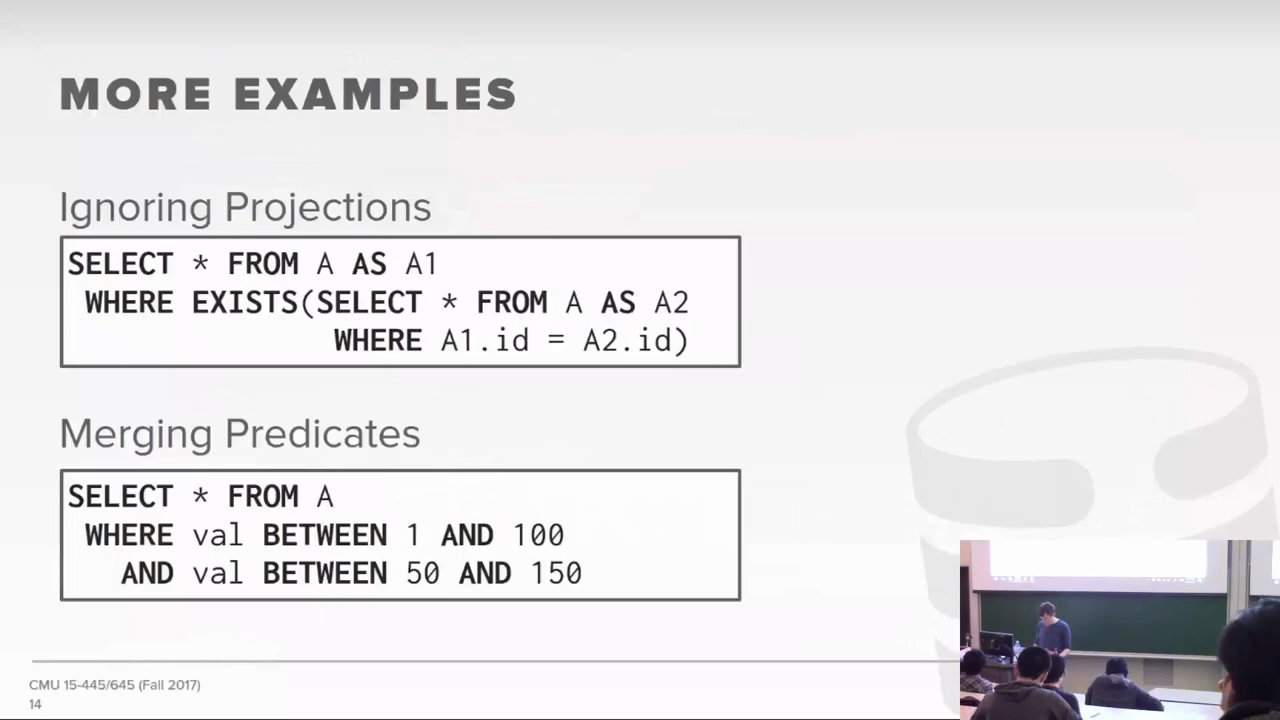 MORE EXAMPLES
Ignoring Projections
SELECT * FROM A AS A1
WHERE EXISTS(SELECT * FROM A AS A2
WHERE A1.id = A2.id)
Merging Predicates
SELECT * FROM A
WHERE val BETWEEN 1 AND 100
AND val BETWEEN 50 AND 150
CMU 15-445/645 (Fall 2017)
14